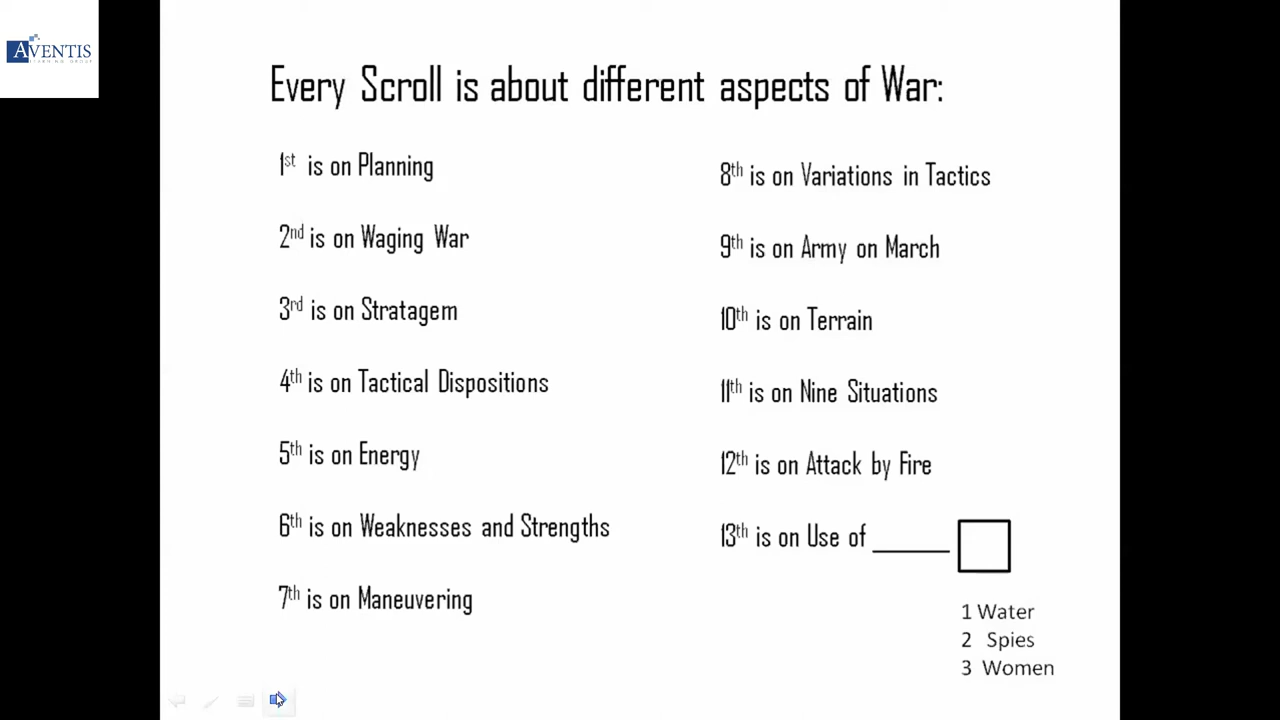 AVENTIS
LEARNING GROUP
Every Scroll is about different aspects of War:
1st is on Planning
2nd is on Waging War
3rd is on Stratagem
4th is on Tactical Dispositions
5th is on Energy
6th is on Weaknesses and Strengths
7th is on Maneuvering
8th is on Variations in Tactics
9th is on Army on March
10th is on Terrain
11th is on Nine Situations
12th is on Attack by Fire
13th is on Use of ______
1 Water
2 Spies
3 Women